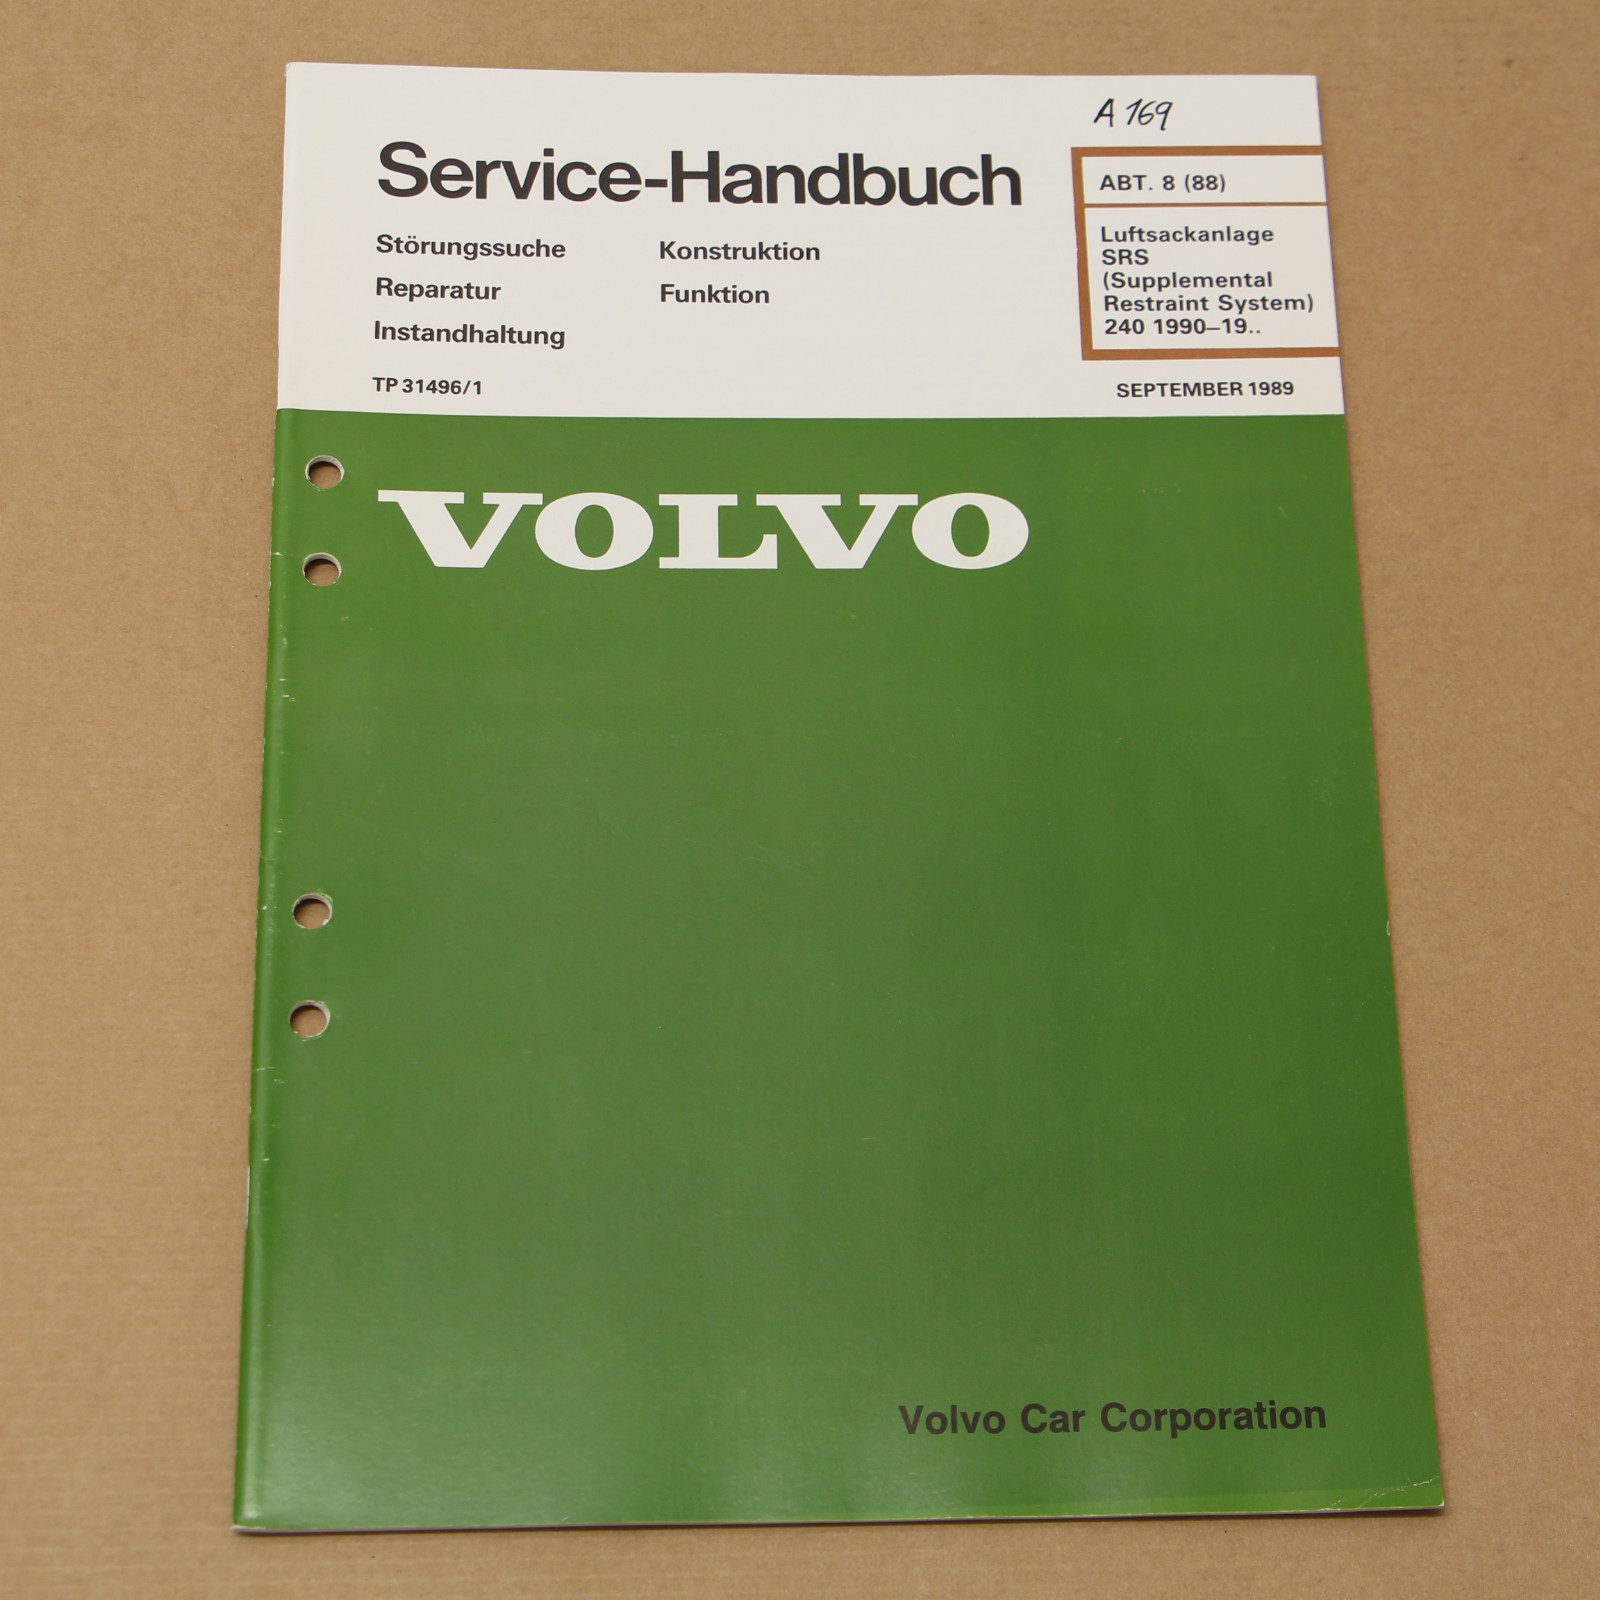 A 169
Service-Handbuch
Störungssuche
Reparatur
Instandhaltung
Konstruktion
Funktion
TP 31496/1
ABT. 8 (88)
Luftsackanlage
SRS
(Supplemental
Restraint System)
240 1990–19..
SEPTEMBER 1989
VOLVO
Volvo Car Corporation